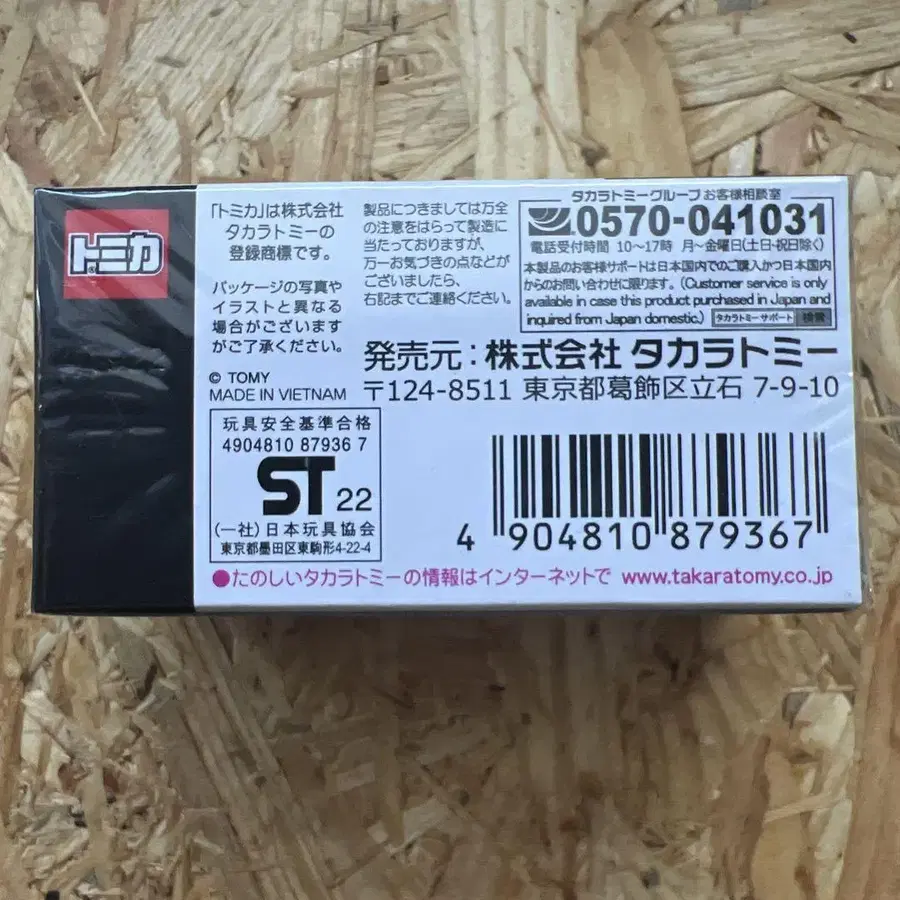 トミカ
「トミカ」は株式会社
タカラトミーの
登録商標です。
パッケージの写真や
イラストと異なる
場合がございます
がご了承ください。
© TOMY
MADE IN VIETNAM
製品につきましては万全
の注意をはらって製造に
当たっておりますが、
万一お気づきの点などが
ございましたら、
右記までご連絡ください。
タカラトミーグループ お客様相談室
0570-041031
電話受付時間 10〜17時 月〜金曜日(土日・祝日除く)
本製品のお客様サポートは日本国内でのご購入かつ日本国内
からのお問い合わせに限ります。(Customer service is only
available in case this product purchased in Japan and
inquired from Japan domestic.) タカラトミーサポート 検索
発売元:株式会社 タカラトミー
〒124-8511 東京都葛飾区立石 7-9-10
玩具安全基準合格
4904810 87936 7
ST 22
(一社)日本玩具協会
東京都墨田区東駒形4-22-4
4 904810 879367
●たのしいタカラトミーの情報はインターネットで www.takaratomy.co.jp